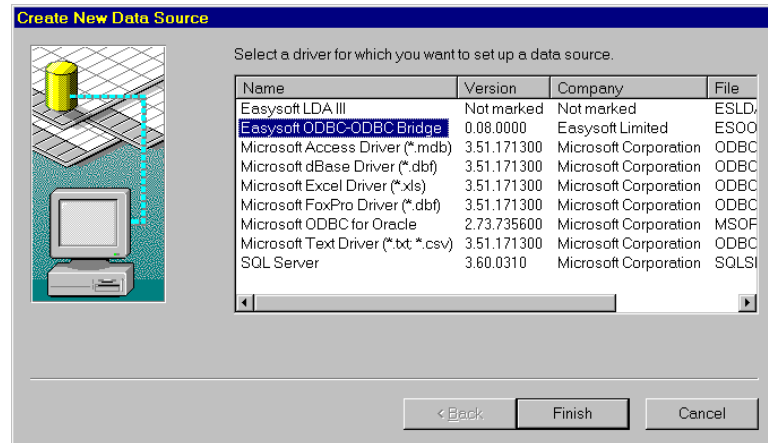 Create New Data Source
Select a driver for which you want to set up a data source.
Name Version Company File
Easysoft LDA III Not marked Not marked ESLD
Easysoft ODBC-ODBC Bridge 0.08.0000 Easysoft Limited ESOO
Microsoft Access Driver (*.mdb) 3.51.171300 Microsoft Corporation ODBC
Microsoft dBase Driver (*.dbf) 3.51.171300 Microsoft Corporation ODBC
Microsoft Excel Driver (*.xls) 3.51.171300 Microsoft Corporation ODBC
Microsoft FoxPro Driver (*.dbf) 3.51.171300 Microsoft Corporation ODBC
Microsoft ODBC for Oracle 2.73.735600 Microsoft Corporation MSOF
Microsoft Text Driver (*.txt; *.csv) 3.51.171300 Microsoft Corporation ODBC
SQL Server 3.60.0310 Microsoft Corporation SQLS
< Back Finish Cancel